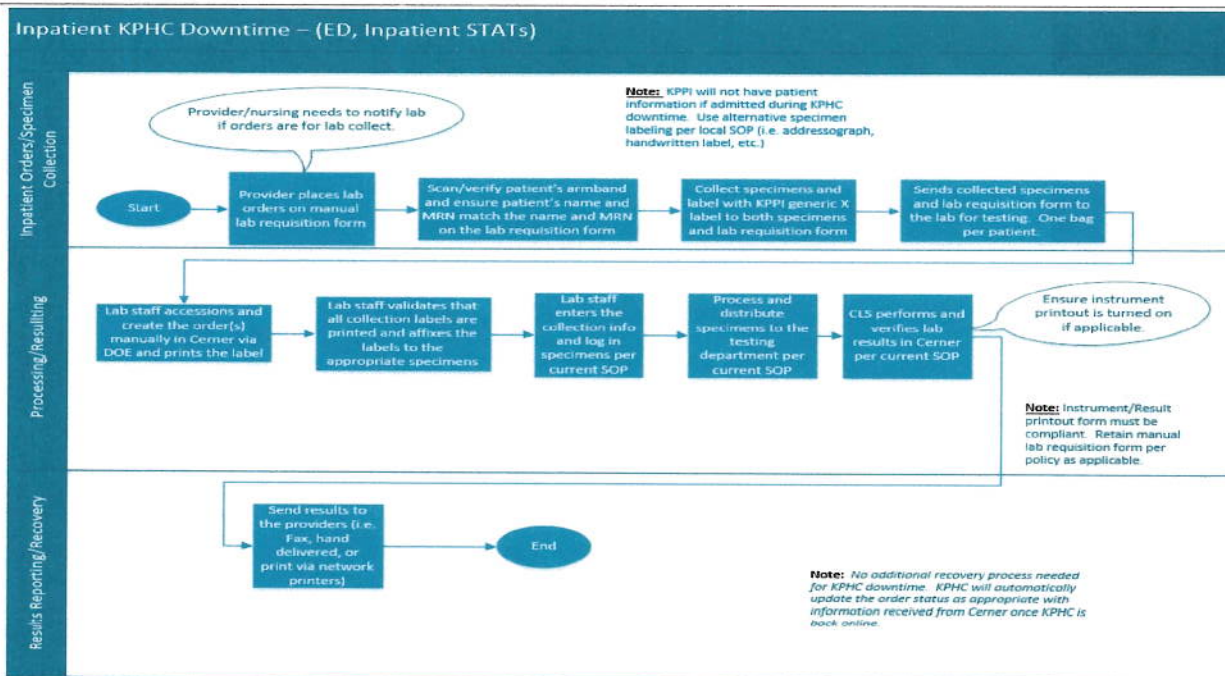 Inpatient KPHC Downtime – (ED, Inpatient STATs)
Inpatient Orders/Specimen
Collection
Provider/nursing needs to notify lab
if orders are for lab collect.
Note: KPPI will not have patient
information if admitted during KPHC
downtime. Use alternative specimen
labeling per local SOP (i.e. addressograph,
handwritten label, etc.)
Start
Provider places lab
orders on manual
lab requisition form
Scan/verify patient's armband
and ensure patient's name and
MRN match the name and MRN
on the lab requisition form
Collect specimens and
label with KPPI generic X
label to both specimens
and lab requisition form
Sends collected specimens
and lab requisition form to
the lab for testing. One bag
per patient.
Processing/Resullting
Lab staff accessions and
create the order(s)
manually in Cerner via
DOE and prints the label
Lab staff validates that
all collection labels are
printed and affixes the
labels to the
appropriate specimens
Lab staff
enters the
collection info
and log in
specimens per
current SOP
Process and
distribute
specimens to the
testing
department per
current SOP
CLS performs and
verifies lab
results in Cerner
per current SOP
Ensure instrument
printout is turned on
if applicable.
Note: Instrument/Result
printout form must be
compliant. Retain manual
lab requisition form per
policy as applicable.
Results Reporting/Recovery
Send results to
the providers (i.e.
Fax, hand
delivered, or
print via network
printers)
End
Note: No additional recovery process needed
for KPHC downtime. KPHC will automatically
update the order status as appropriate with
information received from Cerner once KPHC is
back online.